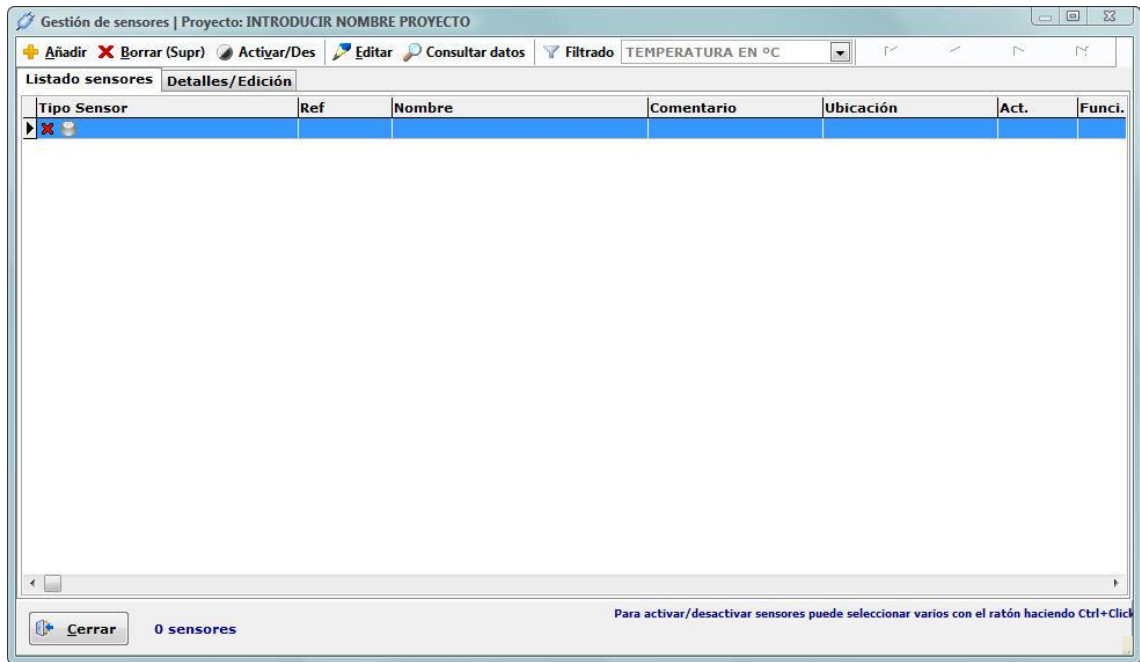 Gestión de sensores | Proyecto: INTRODUCIR NOMBRE PROYECTO
Añadir Borrar (Supr) Activar/Des Editar Consultar datos Filtrado TEMPERATURA EN ºC
Listado sensores Detalles/Edición
Tipo Sensor Ref Nombre Comentario Ubicación Act. Funci.
Para activar/desactivar sensores puede seleccionar varios con el ratón haciendo Ctrl+Click
Cerrar 0 sensores